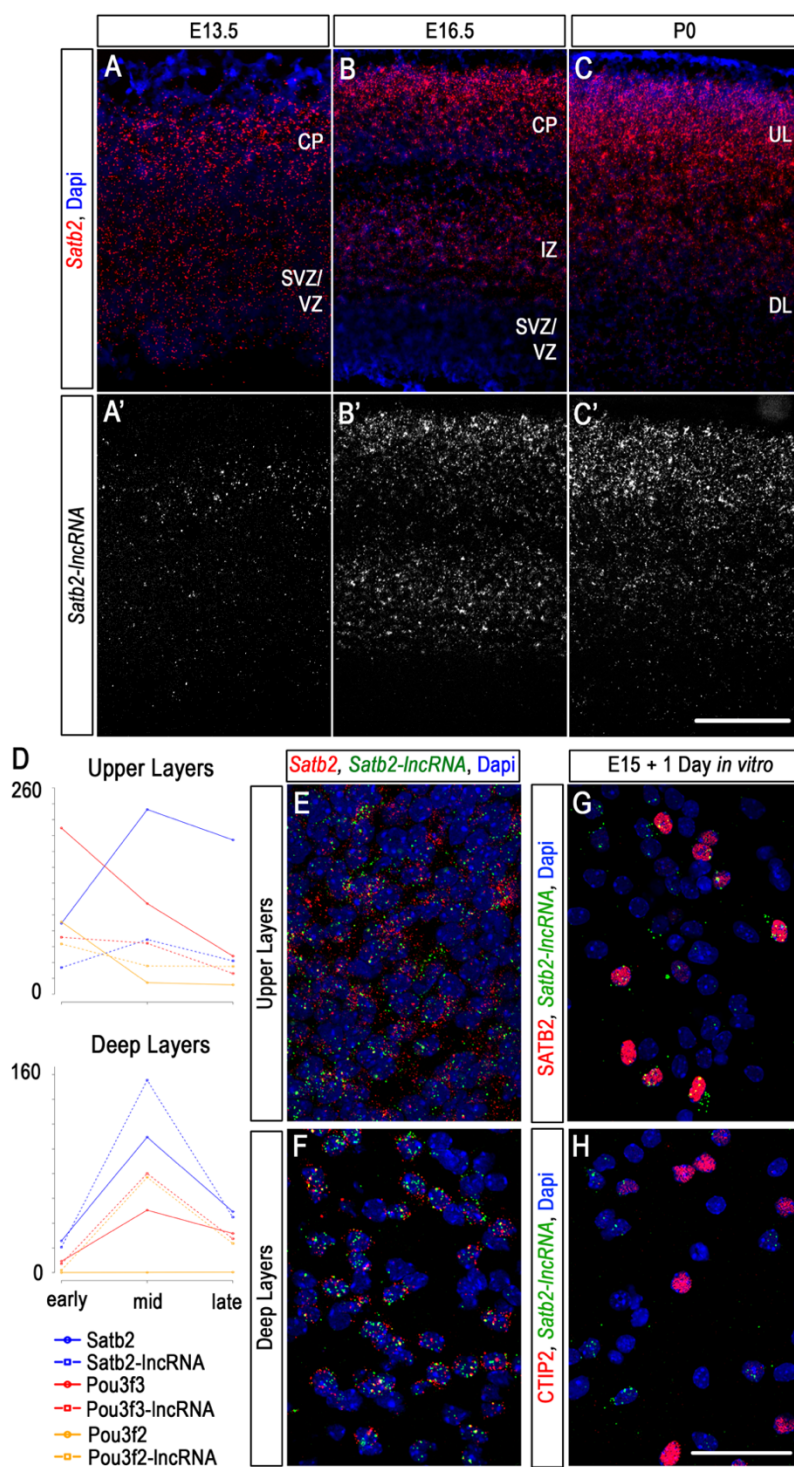 E13.5
E16.5
P0
Satb2, Dapi
A
CP
SVZ/
VZ
B
CP
IZ
SVZ/
VZ
C
UL
DL
Satb2-lncRNA
A'
B'
C'
D
Upper Layers
260
0
Deep Layers
160
0
early
mid
late
Satb2
Satb2-lncRNA
Pou3f3
Pou3f3-lncRNA
Pou3f2
Pou3f2-lncRNA
Satb2, Satb2-lncRNA, Dapi
E15 + 1 Day in vitro
Upper Layers
E
SATB2, Satb2-lncRNA, Dapi
G
Deep Layers
F
CTIP2, Satb2-lncRNA, Dapi
H